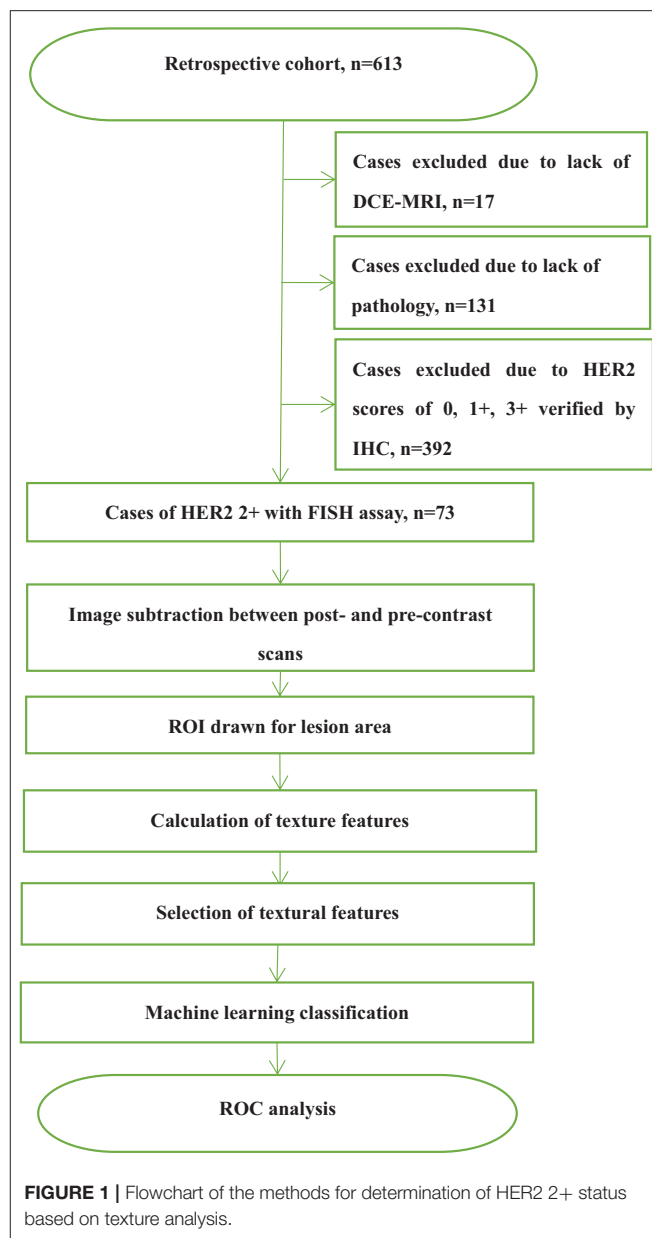 Retrospective cohort, n=613
Cases excluded due to lack of
DCE-MRI, n=17
Cases excluded due to lack of
pathology, n=131
Cases excluded due to HER2
scores of 0, 1+, 3+ verified by
IHC, n=392
Cases of HER2 2+ with FISH assay, n=73
Image subtraction between post- and pre-contrast
scans
ROI drawn for lesion area
Calculation of texture features
Selection of textural features
Machine learning classification
ROC analysis
FIGURE 1 | Flowchart of the methods for determination of HER2 2+ status
based on texture analysis.